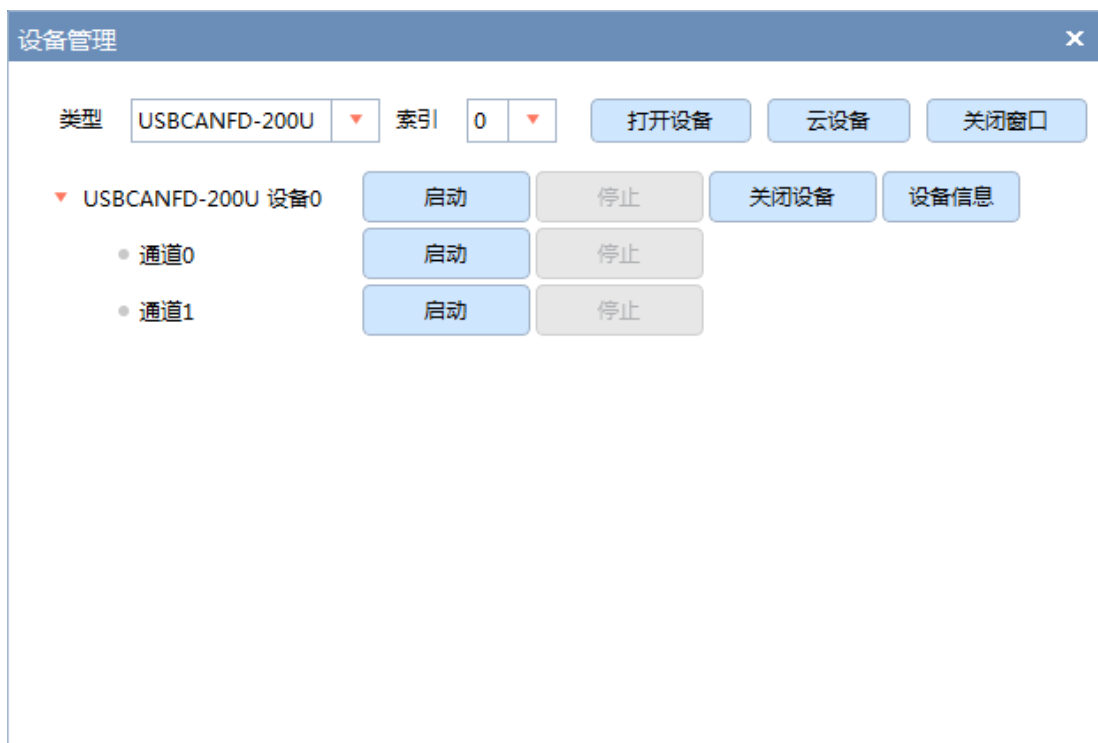 设备管理
类型 USBCANFD-200U 索引 0 打开设备 云设备 关闭窗口
USBCANFD-200U 设备0 启动 停止 关闭设备 设备信息
通道0 启动 停止
通道1 启动 停止